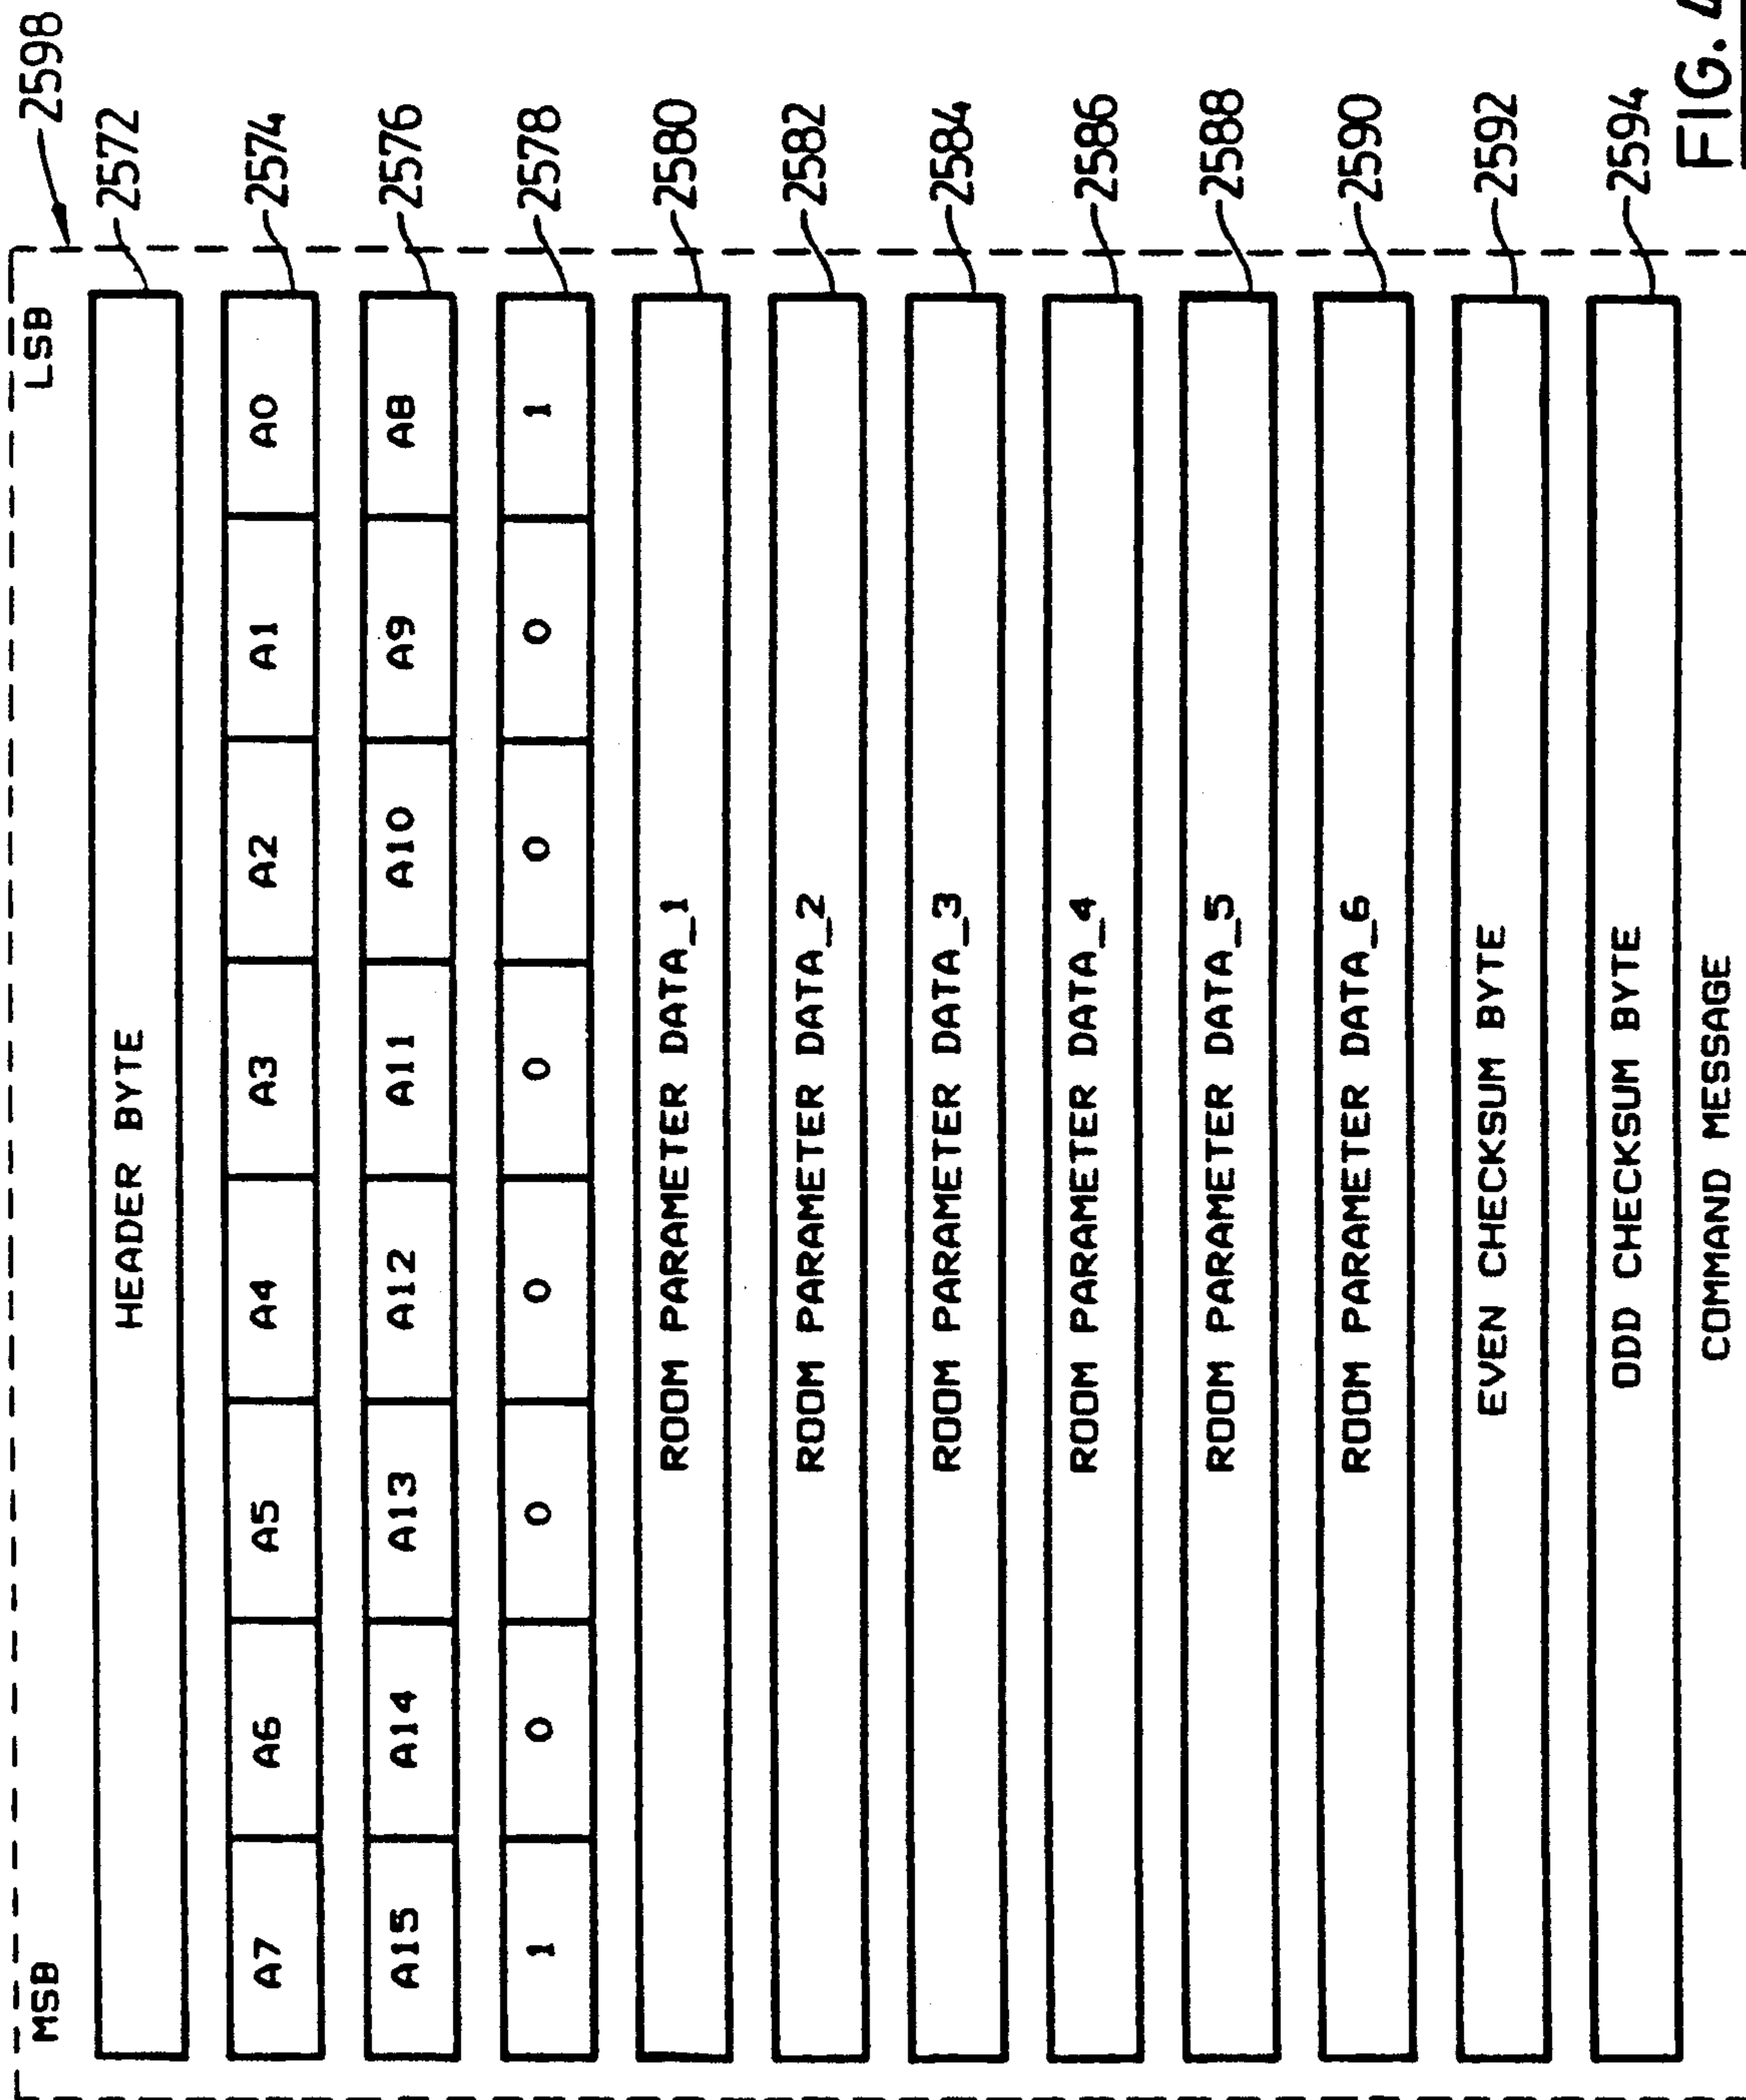 2598
MSB LSB
HEADER BYTE 2572
A7 A6 A5 A4 A3 A2 A1 A0 2574
A15 A14 A13 A12 A11 A10 A9 A8 2576
1 0 0 0 0 0 0 1 2578
ROOM PARAMETER DATA_1 2580
ROOM PARAMETER DATA_2 2582
ROOM PARAMETER DATA_3 2584
ROOM PARAMETER DATA_4 2586
ROOM PARAMETER DATA_5 2588
ROOM PARAMETER DATA_6 2590
EVEN CHECKSUM BYTE 2592
ODD CHECKSUM BYTE 2594
COMMAND MESSAGE
FIG.